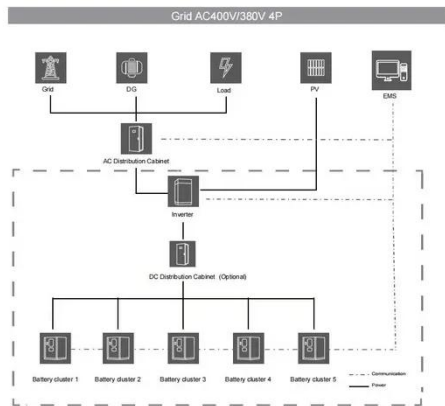 Grid AC400V/380V 4P
Grid
DG
Load
PV
EMS
AC Distribution Cabinet
Inverter
DC Distribution Cabinet (Optional)
Battery cluster 1
Battery cluster 2
Battery cluster 3
Battery cluster 4
Battery cluster 5
Communication
Power